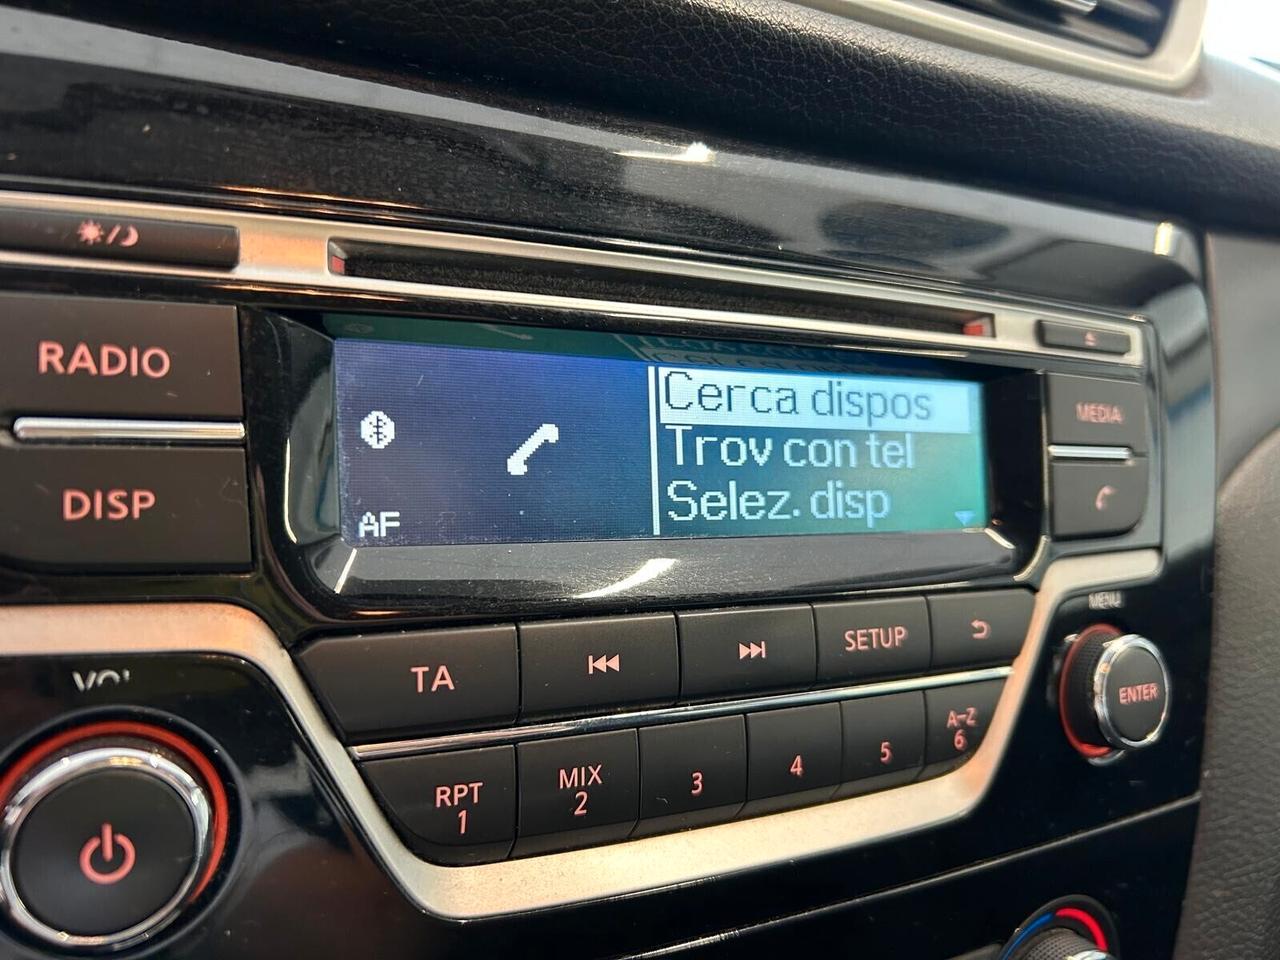 RADIO
DISP
AF
Cerca dispos
Trov con tel
Selez. disp
MEDIA
MENU
ENTER
TA
SETUP
VOL
RPT
1
MIX
2
3
4
5
A-Z
6